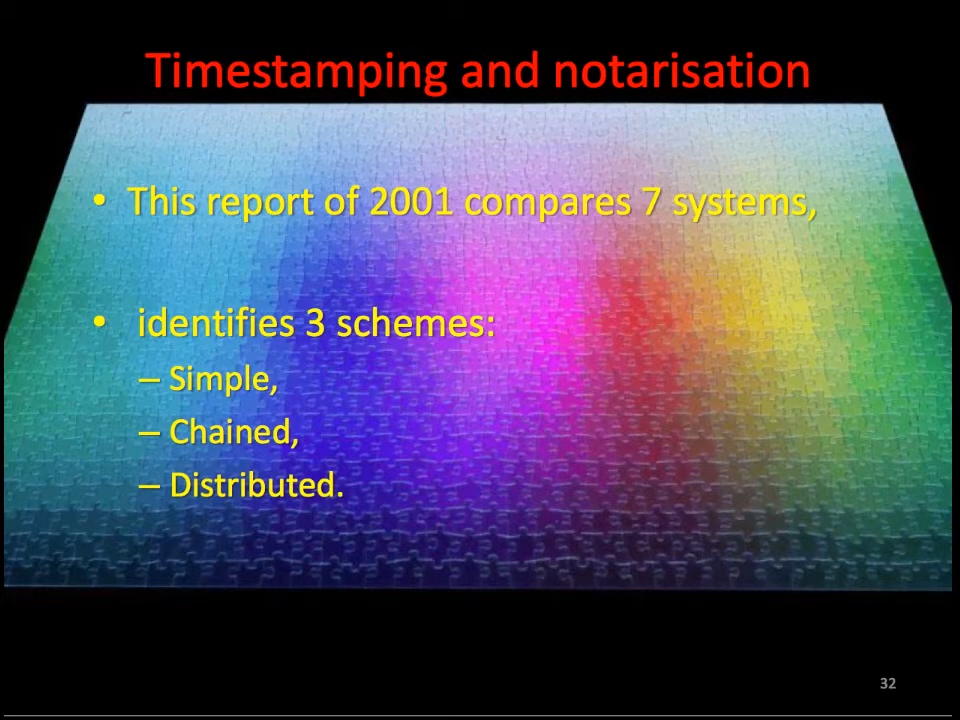 Timestamping and notarisation
• This report of 2001 compares 7 systems,
• identifies 3 schemes:
– Simple,
– Chained,
– Distributed.
32